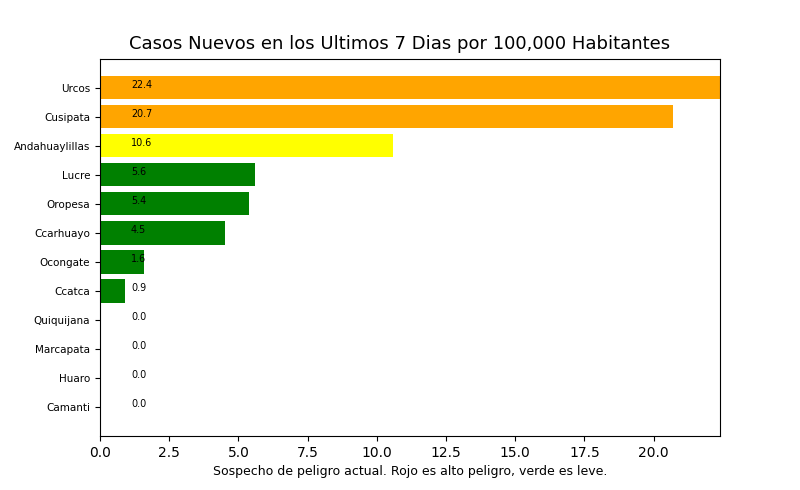 Casos Nuevos en los Ultimos 7 Dias por 100,000 Habitantes
Urcos 22.4
Cusipata 20.7
Andahuaylillas 10.6
Lucre 5.6
Oropesa 5.4
Ccarhuayo 4.5
Ocongate 1.6
Ccatca 0.9
Quiquijana 0.0
Marcapata 0.0
Huaro 0.0
Camanti 0.0
0.0 2.5 5.0 7.5 10.0 12.5 15.0 17.5 20.0
Sospecho de peligro actual. Rojo es alto peligro, verde es leve.